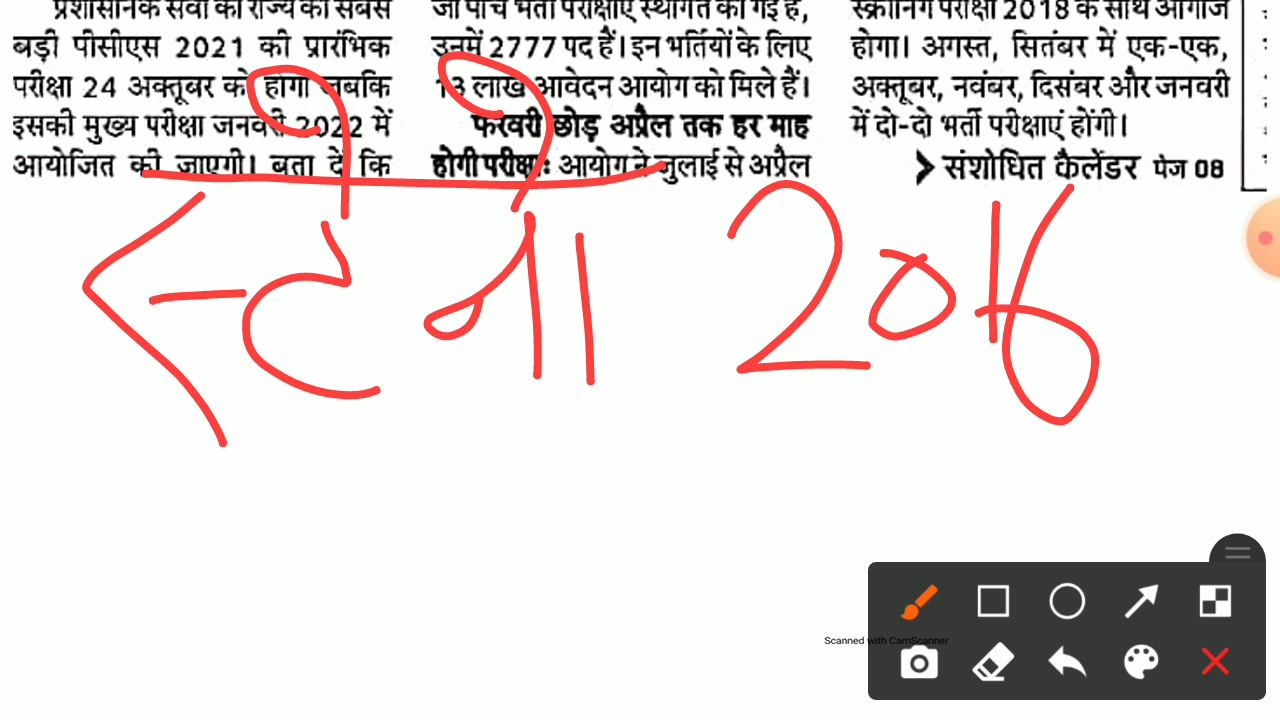 प्रशासनिक सेवा की राज्य की सबसे
बड़ी पीसीएस 2021 की प्रारंभिक
परीक्षा 24 अक्तूबर को होगी जबकि
इसकी मुख्य परीक्षा जनवरी 2022 में
आयोजित की जाएगी। बता दें कि
जो पांच भर्ती परीक्षाएं स्थगित की गई हैं,
उनमें 2777 पद हैं। इन भर्तियों के लिए
13 लाख आवेदन आयोग को मिले हैं।
फरवरी छोड़ अप्रैल तक हर माह
होगी परीक्षा: आयोग ने जुलाई से अप्रैल
स्क्रीनिंग परीक्षा 2018 के साथ आगाज
होगा। अगस्त, सितंबर में एक-एक,
अक्तूबर, नवंबर, दिसंबर और जनवरी
में दो-दो भर्ती परीक्षाएं होंगी।
संशोधित कैलेंडर पेज 08
2016
Scanned with CamScanner